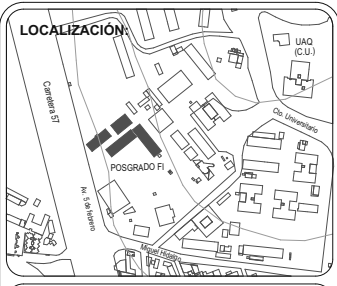 LOCALIZACIÓN:
UAQ
(C.U.)
Carretera 57
Cto. Universitario
POSGRADO FI
Av. 5 de febrero
Miguel Hidalgo